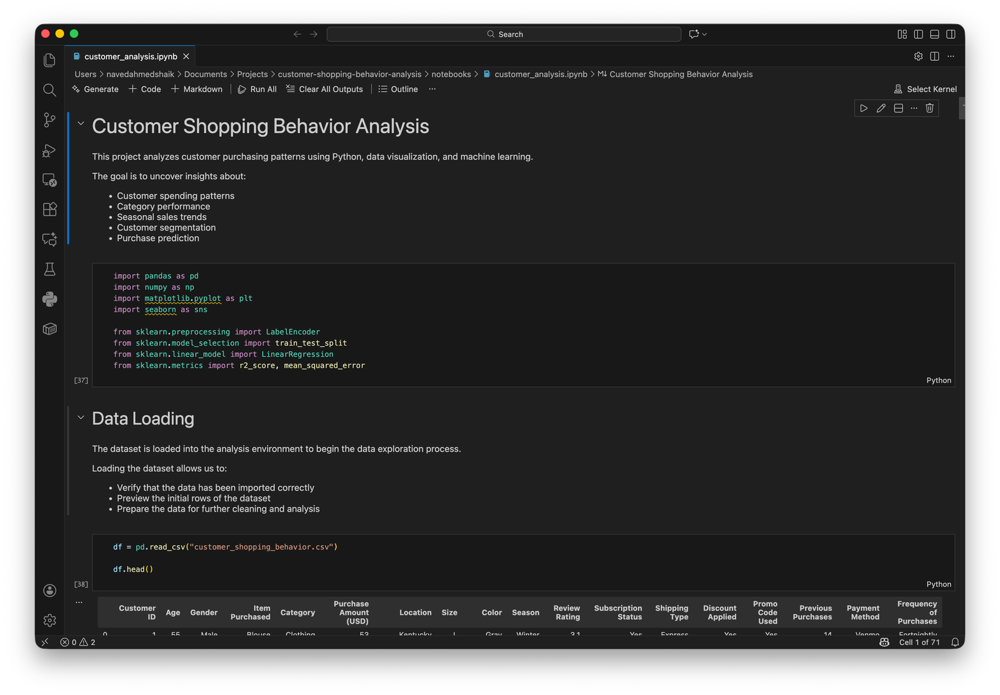 Search
customer_analysis.ipynb
Users > navedahmedshaik > Documents > Projects > customer-shopping-behavior-analysis > notebooks > customer_analysis.ipynb > M↓ Customer Shopping Behavior Analysis
Generate + Code + Markdown Run All Clear All Outputs Outline ... Select Kernel
Customer Shopping Behavior Analysis
This project analyzes customer purchasing patterns using Python, data visualization, and machine learning.
The goal is to uncover insights about:
• Customer spending patterns
• Category performance
• Seasonal sales trends
• Customer segmentation
• Purchase prediction
import pandas as pd
import numpy as np
import matplotlib.pyplot as plt
import seaborn as sns
from sklearn.preprocessing import LabelEncoder
from sklearn.model_selection import train_test_split
from sklearn.linear_model import LinearRegression
from sklearn.metrics import r2_score, mean_squared_error
[37] Python
Data Loading
The dataset is loaded into the analysis environment to begin the data exploration process.
Loading the dataset allows us to:
• Verify that the data has been imported correctly
• Preview the initial rows of the dataset
• Prepare the data for further cleaning and analysis
df = pd.read_csv("customer_shopping_behavior.csv")
df.head()
[38] Python
...
Customer ID Age Gender Item Purchased Category Purchase Amount (USD) Location Size Color Season Review Rating Subscription Status Shipping Type Discount Applied Promo Code Used Previous Purchases Payment Method Frequency of Purchases
0 1 55 Male Blouse Clothing 53 Kentucky L Gray Winter 3.1 Yes Express Yes Yes 14 Venmo Fortnightly
0 2 Cell 1 of 71